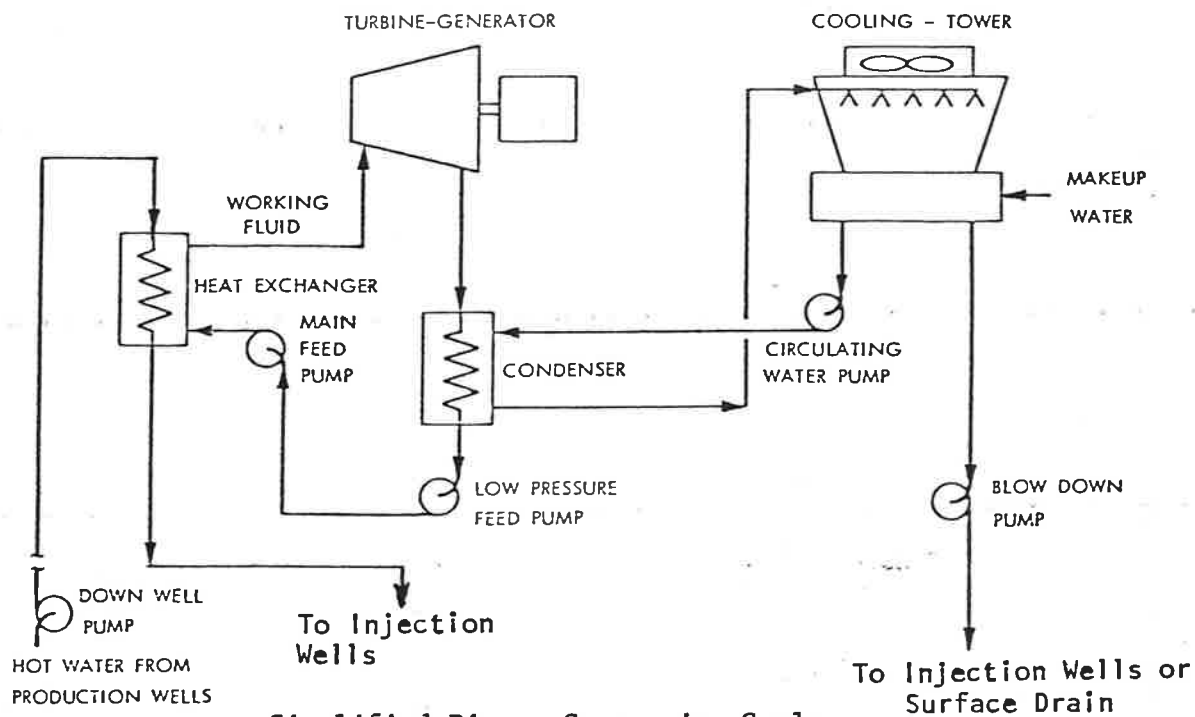 TURBINE-GENERATOR
COOLING - TOWER
MAKEUP
WATER
WORKING
FLUID
HEAT EXCHANGER
MAIN
FEED
PUMP
CONDENSER
CIRCULATING
WATER PUMP
LOW PRESSURE
FEED PUMP
BLOW DOWN
PUMP
DOWN WELL
PUMP
HOT WATER FROM
PRODUCTION WELLS
To Injection
Wells
To Injection Wells or
Surface Drain